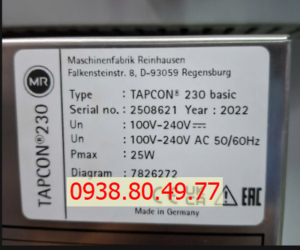 MR
TAPCON®230
Maschinenfabrik Reinhausen
Falkensteinstr. 8, D-93059 Regensburg
Type : TAPCON® 230 basic
Serial no. : 2508621 Year : 2022
Un : 100V-240V⎓
Un : 100V-240V AC 50/60Hz
Pmax : 25W
Diagram : 7826272
0938.80.49.77
EAC
Made in Germany